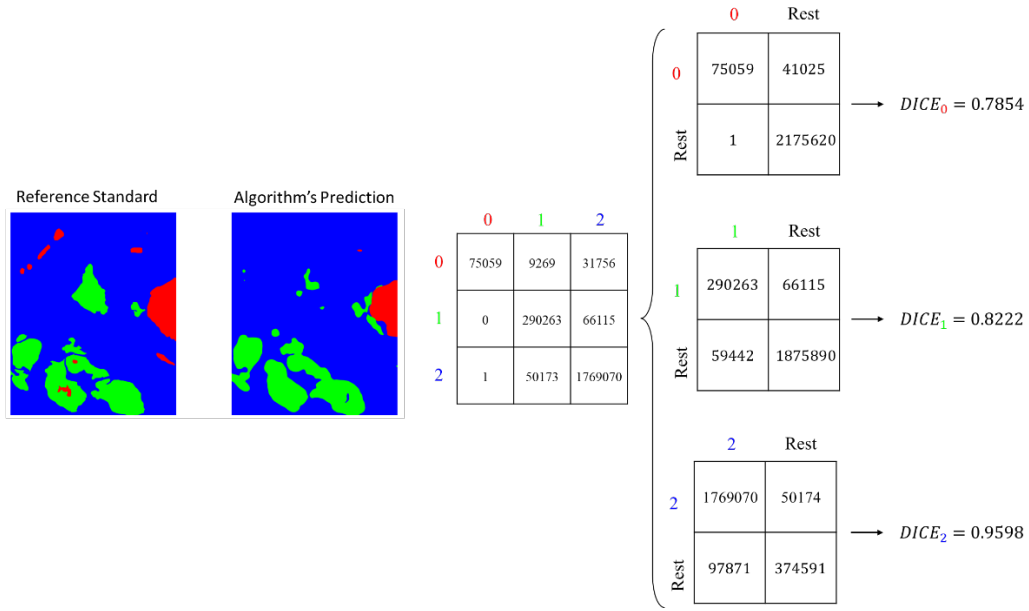 Reference Standard
Algorithm's Prediction
0 1 2
0 75059 9269 31756
1 0 290263 66115
2 1 50173 1769070
0 Rest
0 75059 41025
Rest 1 2175620
DICE₀ = 0.7854
1 Rest
1 290263 66115
Rest 59442 1875890
DICE₁ = 0.8222
2 Rest
2 1769070 50174
Rest 97871 374591
DICE₂ = 0.9598